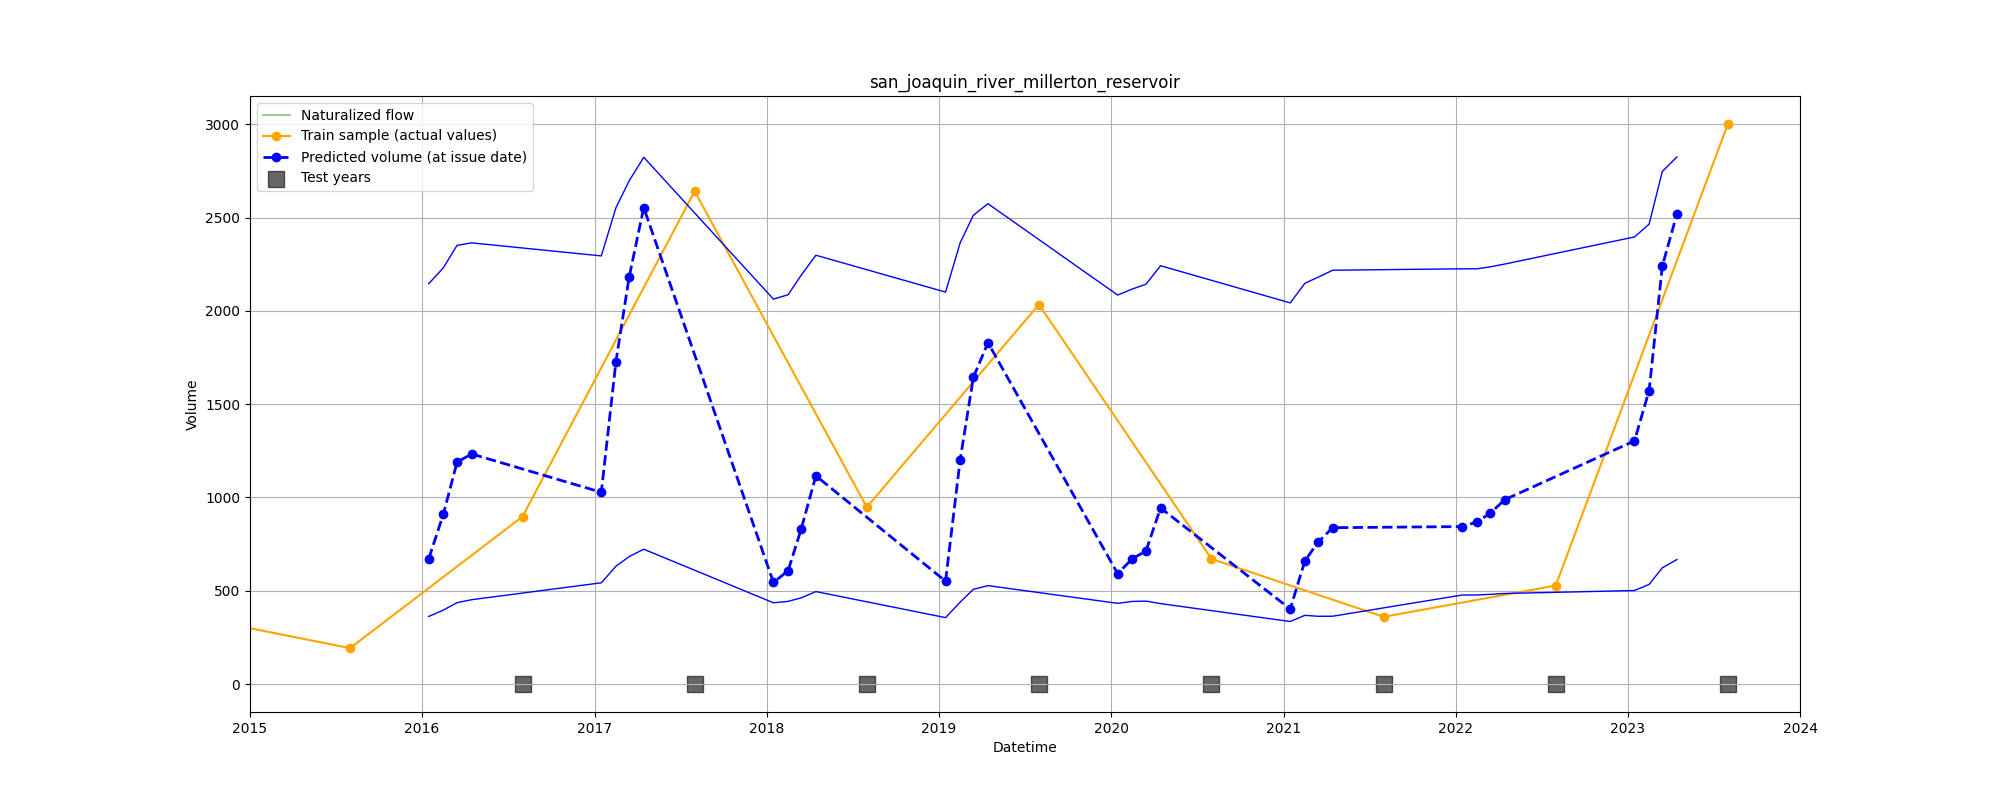 san_joaquin_river_millerton_reservoir
Naturalized flow
Train sample (actual values)
Predicted volume (at issue date)
Test years
3000
2500
2000
1500
1000
500
0
Volume
2015 2016 2017 2018 2019 2020 2021 2022 2023 2024
Datetime